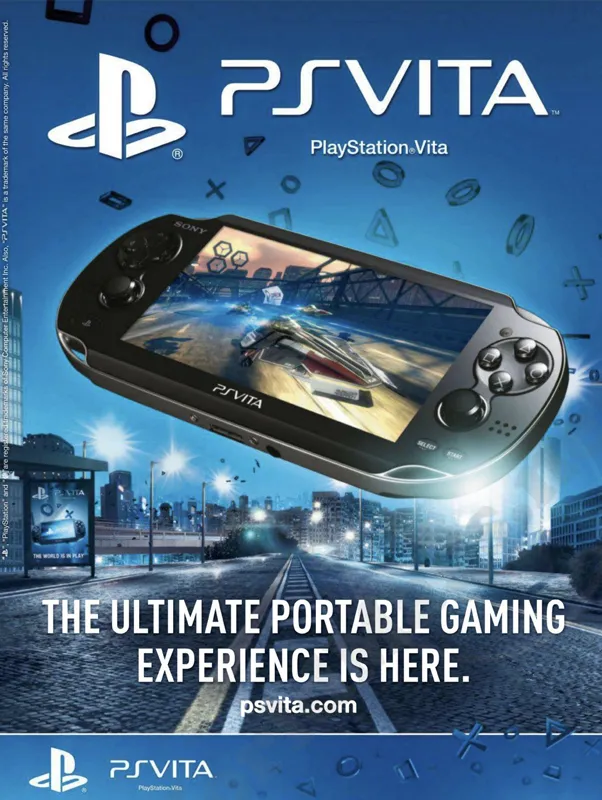 PSVITA™
PlayStation®Vita
®
SONY
PSVITA
SELECT START
PSVITA
THE WORLD IS IN PLAY
THE ULTIMATE PORTABLE GAMING
EXPERIENCE IS HERE.
psvita.com
PSVITA
PlayStation®Vita
"PlayStation" and are registered trademarks of Sony Computer Entertainment Inc. Also, "PSVITA" is a trademark of the same company. All rights reserved.